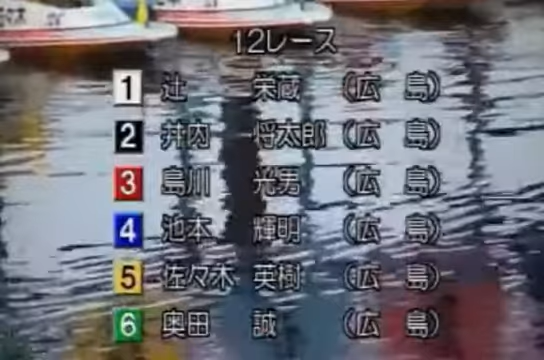 12レース
1 辻 栄蔵 (広 島)
2 井内 将太郎 (広 島)
3 島川 光男 (広 島)
4 池本 輝明 (広 島)
5 佐々木 英樹 (広 島)
6 奥田 誠 (広 島)